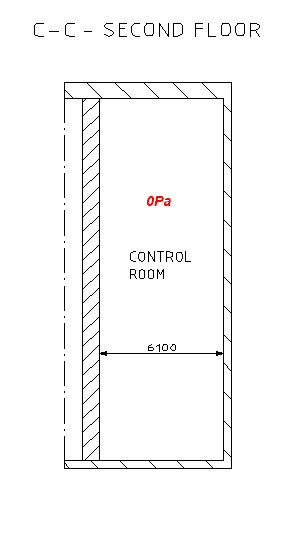 C-C - SECOND FLOOR
0Pa
CONTROL
ROOM
6100